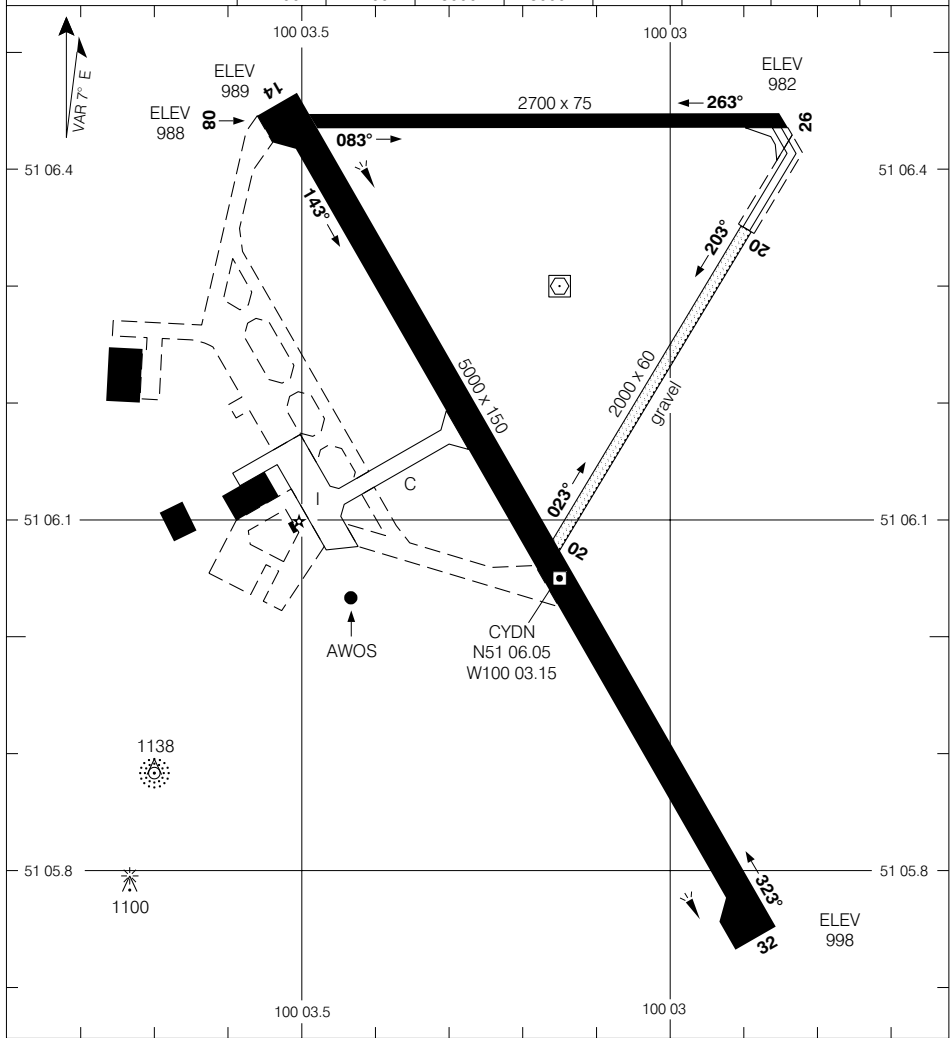 100 03.5
100 03
VAR 7° E
ELEV
989
14
ELEV
988
08
2700 x 75
263°
ELEV
982
26
083°
51 06.4
51 06.4
143°
203°
20
5000 x 150
2000 x 60
gravel
C
I
023°
51 06.1
51 06.1
02
CYDN
N51 06.05
W100 03.15
AWOS
1138
A
51 05.8
51 05.8
1100
323°
ELEV
998
32
100 03.5
100 03